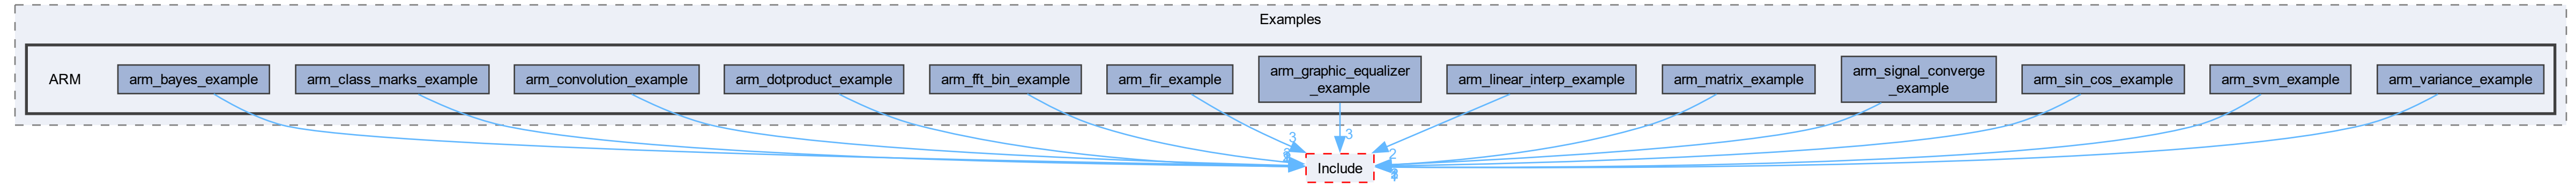 Examples
ARM
arm_bayes_example
arm_class_marks_example
arm_convolution_example
arm_dotproduct_example
arm_fft_bin_example
arm_fir_example
arm_graphic_equalizer
_example
arm_linear_interp_example
arm_matrix_example
arm_signal_converge
_example
arm_sin_cos_example
arm_svm_example
arm_variance_example
3
3
2
Include